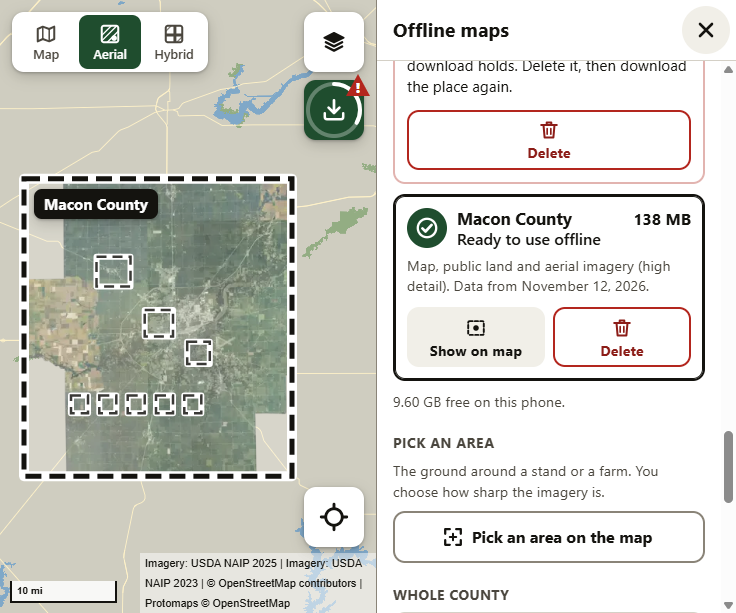 Map
Aerial
Hybrid
Macon County
10 mi
Imagery: USDA NAIP 2025 | Imagery: USDA
NAIP 2023 | © OpenStreetMap contributors |
Protomaps © OpenStreetMap
Offline maps
download holds. Delete it, then download
the place again.
Delete
Macon County
138 MB
Ready to use offline
Map, public land and aerial imagery (high
detail). Data from November 12, 2026.
Show on map
Delete
9.60 GB free on this phone.
PICK AN AREA
The ground around a stand or a farm. You
choose how sharp the imagery is.
Pick an area on the map
WHOLE COUNTY